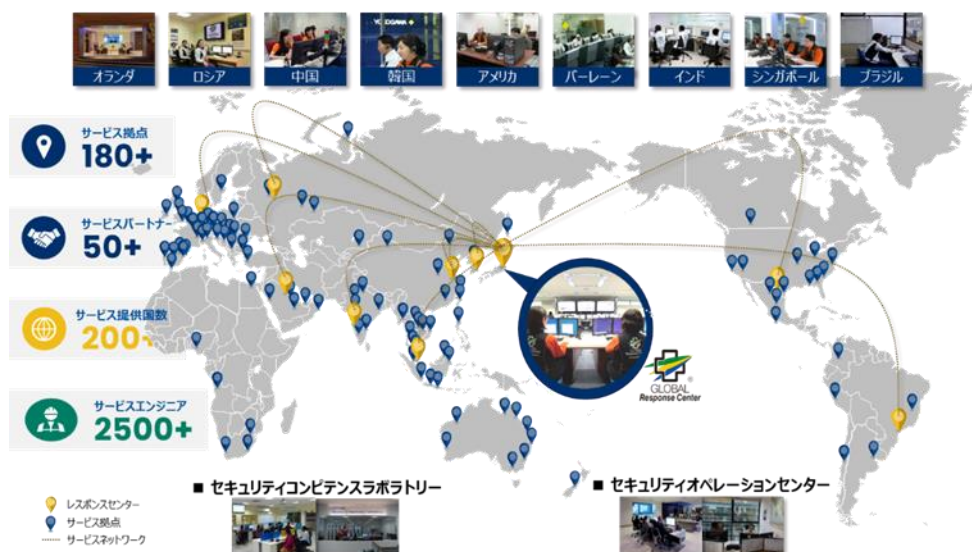 YOKOGAWA
オランダ
ロシア
中国
韓国
アメリカ
バーレーン
インド
シンガポール
ブラジル
サービス拠点
180+
サービスパートナー
50+
サービス提供国数
200+
サービスエンジニア
2500+
GLOBAL
Response Center
■ セキュリティコンピテンスラボラトリー
■ セキュリティオペレーションセンター
レスポンスセンター
サービス拠点
サービスネットワーク